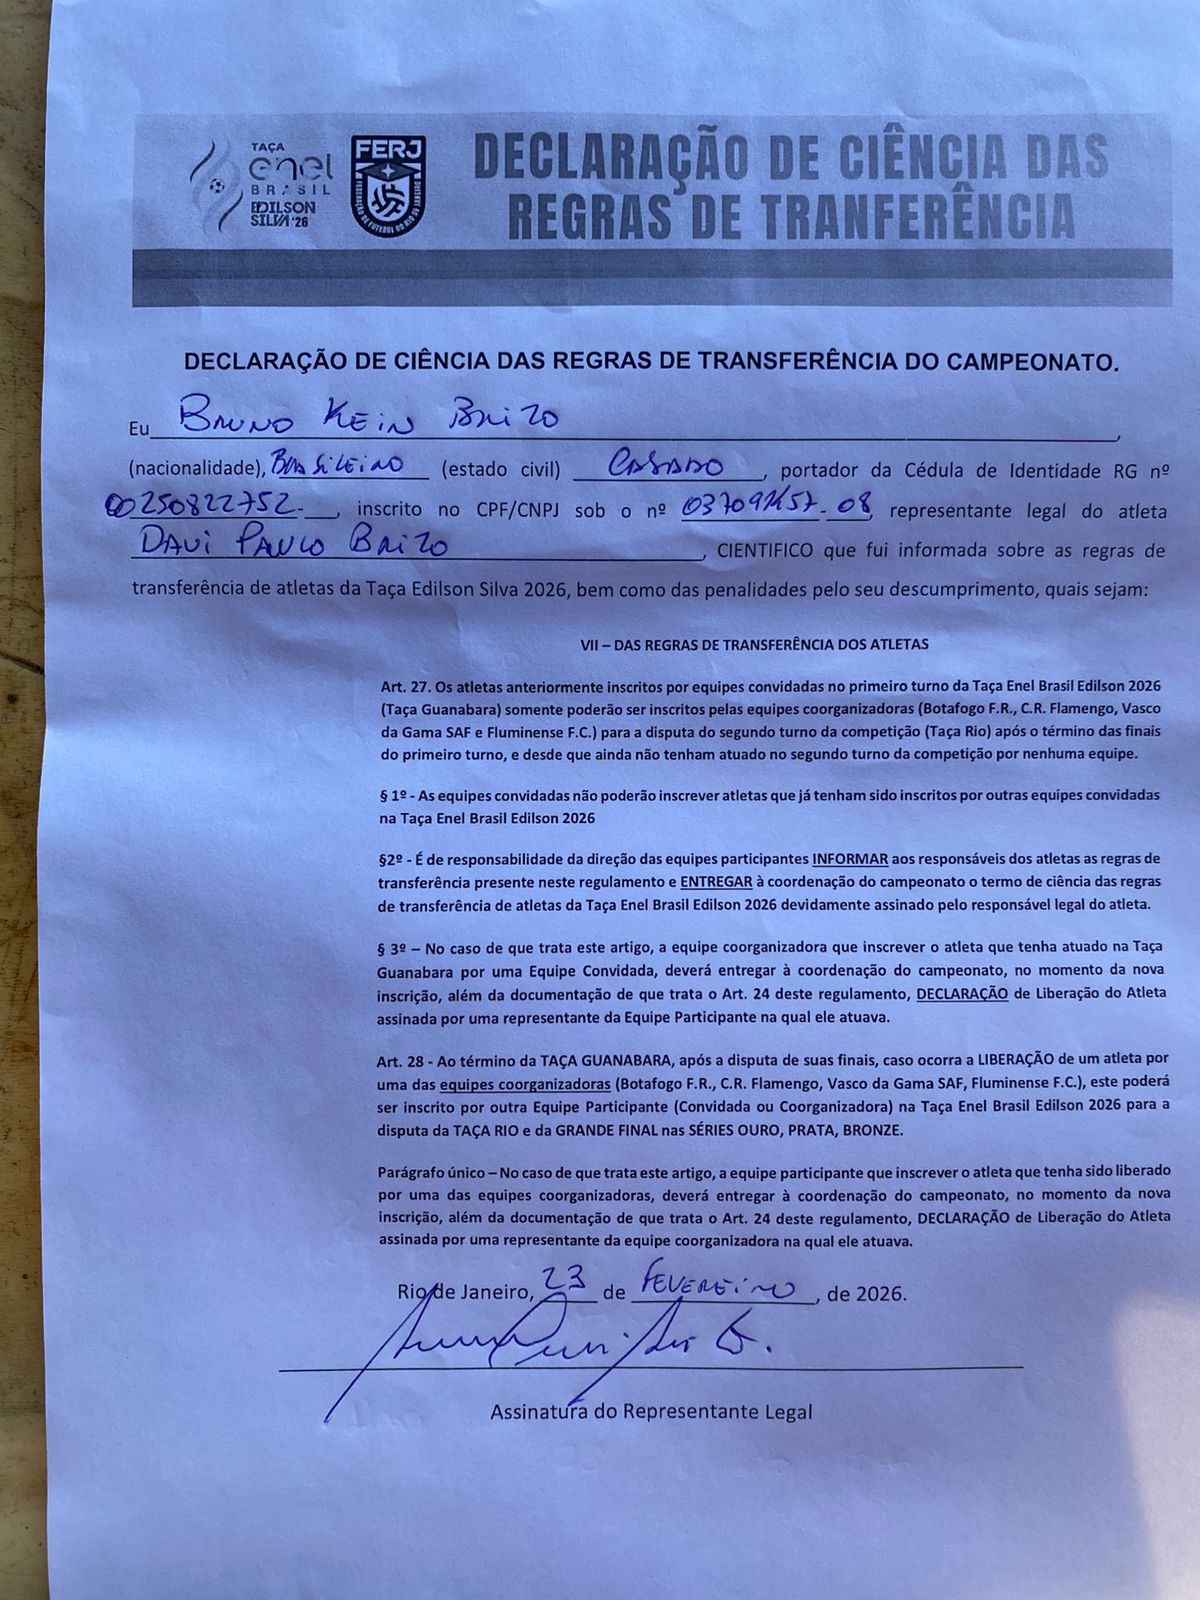 TAÇA
enel
BRASIL
EDILSON
SILVA '26
FERJ
FEDERAÇÃO DE FUTEBOL DO RIO DE JANEIRO
DECLARAÇÃO DE CIÊNCIA DAS
REGRAS DE TRANFERÊNCIA
DECLARAÇÃO DE CIÊNCIA DAS REGRAS DE TRANSFERÊNCIA DO CAMPEONATO.
Eu BRUNO KEIN BRIZO,
(nacionalidade), BRASILEIRO (estado civil) CASADO, portador da Cédula de Identidade RG nº
00250822752-, inscrito no CPF/CNPJ sob o nº -08, representante legal do atleta
DAVI PAULO BRIZO, CIENTIFICO que fui informada sobre as regras de
transferência de atletas da Taça Edilson Silva 2026, bem como das penalidades pelo seu descumprimento, quais sejam:
VII – DAS REGRAS DE TRANSFERÊNCIA DOS ATLETAS
Art. 27. Os atletas anteriormente inscritos por equipes convidadas no primeiro turno da Taça Enel Brasil Edilson 2026
(Taça Guanabara) somente poderão ser inscritos pelas equipes coorganizadoras (Botafogo F.R., C.R. Flamengo, Vasco
da Gama SAF e Fluminense F.C.) para a disputa do segundo turno da competição (Taça Rio) após o término das finais
do primeiro turno, e desde que ainda não tenham atuado no segundo turno da competição por nenhuma equipe.
§ 1º - As equipes convidadas não poderão inscrever atletas que já tenham sido inscritos por outras equipes convidadas
na Taça Enel Brasil Edilson 2026
§2º - É de responsabilidade da direção das equipes participantes INFORMAR aos responsáveis dos atletas as regras de
transferência presente neste regulamento e ENTREGAR à coordenação do campeonato o termo de ciência das regras
de transferência de atletas da Taça Enel Brasil Edilson 2026 devidamente assinado pelo responsável legal do atleta.
§ 3º – No caso de que trata este artigo, a equipe coorganizadora que inscrever o atleta que tenha atuado na Taça
Guanabara por uma Equipe Convidada, deverá entregar à coordenação do campeonato, no momento da nova
inscrição, além da documentação de que trata o Art. 24 deste regulamento, DECLARAÇÃO de Liberação do Atleta
assinada por uma representante da Equipe Participante na qual ele atuava.
Art. 28 - Ao término da TAÇA GUANABARA, após a disputa de suas finais, caso ocorra a LIBERAÇÃO de um atleta por
uma das equipes coorganizadoras (Botafogo F.R., C.R. Flamengo, Vasco da Gama SAF, Fluminense F.C.), este poderá
ser inscrito por outra Equipe Participante (Convidada ou Coorganizadora) na Taça Enel Brasil Edilson 2026 para a
disputa da TAÇA RIO e da GRANDE FINAL nas SÉRIES OURO, PRATA, BRONZE.
Parágrafo único – No caso de que trata este artigo, a equipe participante que inscrever o atleta que tenha sido liberado
por uma das equipes coorganizadoras, deverá entregar à coordenação do campeonato, no momento da nova
inscrição, além da documentação de que trata o Art. 24 deste regulamento, DECLARAÇÃO de Liberação do Atleta
assinada por uma representante da equipe coorganizadora na qual ele atuava.
Rio de Janeiro, 23 de FEVEREIRO, de 2026.
Assinatura do Representante Legal